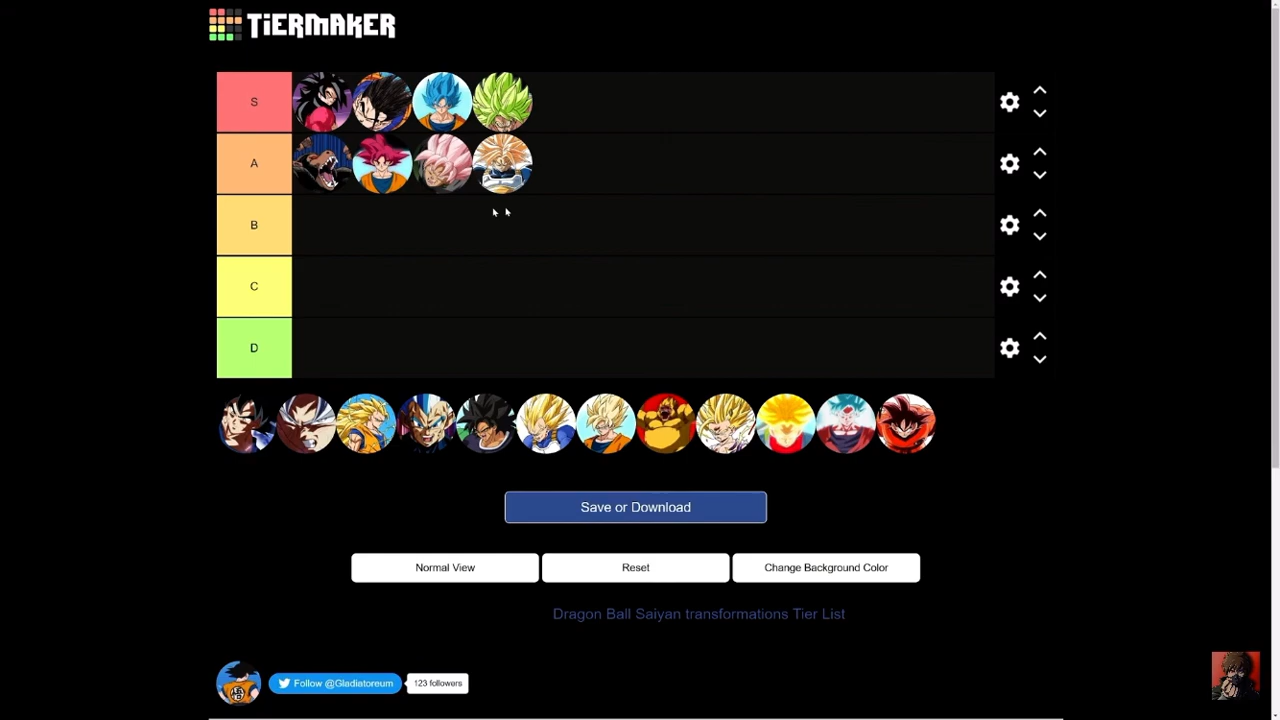 TiERMAKER
S
A
B
C
D
Save or Download
Normal View
Reset
Change Background Color
Dragon Ball Saiyan transformations Tier List
Follow @Gladiatoreum
123 followers